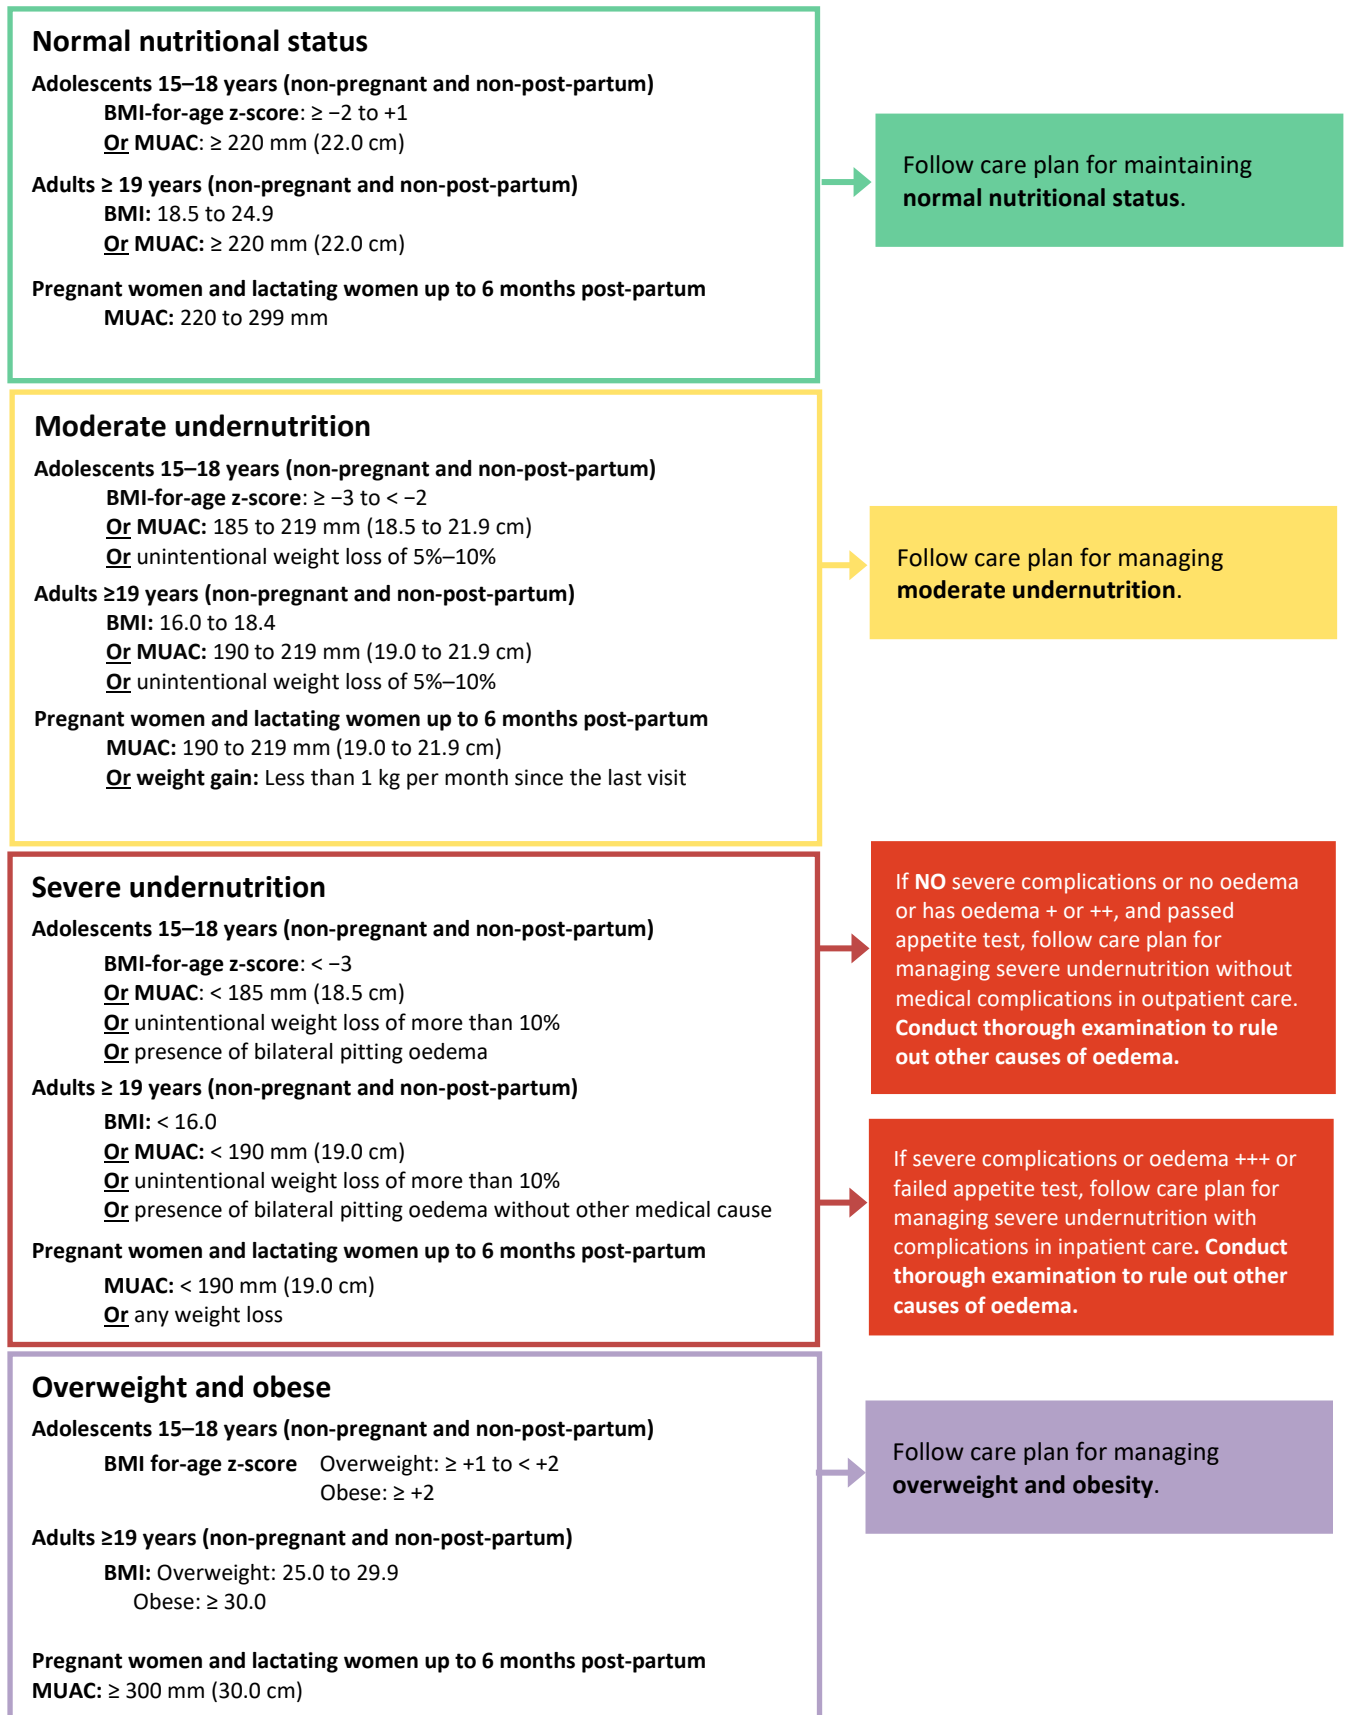 Normal nutritional status
Adolescents 15–18 years (non-pregnant and non-post-partum)
BMI-for-age z-score: ≥ −2 to +1
Or MUAC: ≥ 220 mm (22.0 cm)
Adults ≥ 19 years (non-pregnant and non-post-partum)
BMI: 18.5 to 24.9
Or MUAC: ≥ 220 mm (22.0 cm)
Pregnant women and lactating women up to 6 months post-partum
MUAC: 220 to 299 mm
Follow care plan for maintaining
normal nutritional status.
Moderate undernutrition
Adolescents 15–18 years (non-pregnant and non-post-partum)
BMI-for-age z-score: ≥ −3 to < −2
Or MUAC: 185 to 219 mm (18.5 to 21.9 cm)
Or unintentional weight loss of 5%–10%
Adults ≥19 years (non-pregnant and non-post-partum)
BMI: 16.0 to 18.4
Or MUAC: 190 to 219 mm (19.0 to 21.9 cm)
Or unintentional weight loss of 5%–10%
Pregnant women and lactating women up to 6 months post-partum
MUAC: 190 to 219 mm (19.0 to 21.9 cm)
Or weight gain: Less than 1 kg per month since the last visit
Follow care plan for managing
moderate undernutrition.
Severe undernutrition
Adolescents 15–18 years (non-pregnant and non-post-partum)
BMI-for-age z-score: < −3
Or MUAC: < 185 mm (18.5 cm)
Or unintentional weight loss of more than 10%
Or presence of bilateral pitting oedema
Adults ≥ 19 years (non-pregnant and non-post-partum)
BMI: < 16.0
Or MUAC: < 190 mm (19.0 cm)
Or unintentional weight loss of more than 10%
Or presence of bilateral pitting oedema without other medical cause
Pregnant women and lactating women up to 6 months post-partum
MUAC: < 190 mm (19.0 cm)
Or any weight loss
If NO severe complications or no oedema
or has oedema + or ++, and passed
appetite test, follow care plan for
managing severe undernutrition without
medical complications in outpatient care.
Conduct thorough examination to rule
out other causes of oedema.
If severe complications or oedema +++ or
failed appetite test, follow care plan for
managing severe undernutrition with
complications in inpatient care. Conduct
thorough examination to rule out other
causes of oedema.
Overweight and obese
Adolescents 15–18 years (non-pregnant and non-post-partum)
BMI for-age z-score Overweight: ≥ +1 to < +2
Obese: ≥ +2
Adults ≥19 years (non-pregnant and non-post-partum)
BMI: Overweight: 25.0 to 29.9
Obese: ≥ 30.0
Pregnant women and lactating women up to 6 months post-partum
MUAC: ≥ 300 mm (30.0 cm)
Follow care plan for managing
overweight and obesity.